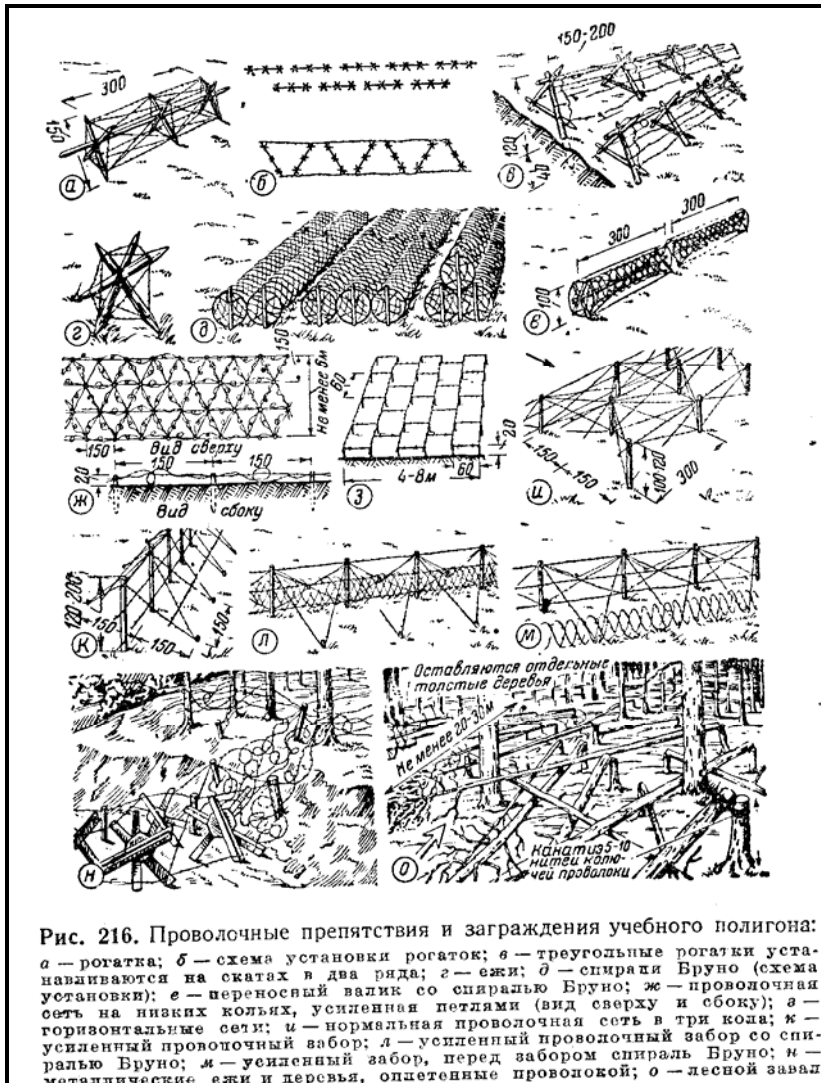 300
150
а
б
150-200
120
40
в
г
д
300
300
100
е
150
не менее 6м
150
Вид сверху
150
150
20
Вид сбоку
ж
60
20
60
4-8м
з
150
150
100-120
300
и
120-200
150
150
150
к
л
м
н
Оставляются отдельные
толстые деревья
Не менее 20-30м
Канат из 5-10
нитей колю-
чей проволоки
о
Рис. 216. Проволочные препятствия и заграждения учебного полигона:
а — рогатка; б — схема установки рогаток; в — треугольные рогатки уста-
навливаются на скатах в два ряда; г — ежи; д — спирали Бруно (схема
установки); е — переносный валик со спиралью Бруно; ж — проволочная
сеть на низких кольях, усиленная петлями (вид сверху и сбоку); з —
горизонтальные сети; и — нормальная проволочная сеть в три кола; к —
усиленный проволочный забор; л — усиленный проволочный забор со спи-
ралью Бруно; м — усиленный забор, перед забором спираль Бруно; н —
металлические ежи и деревья, оплетенные проволокой; о — лесной завал